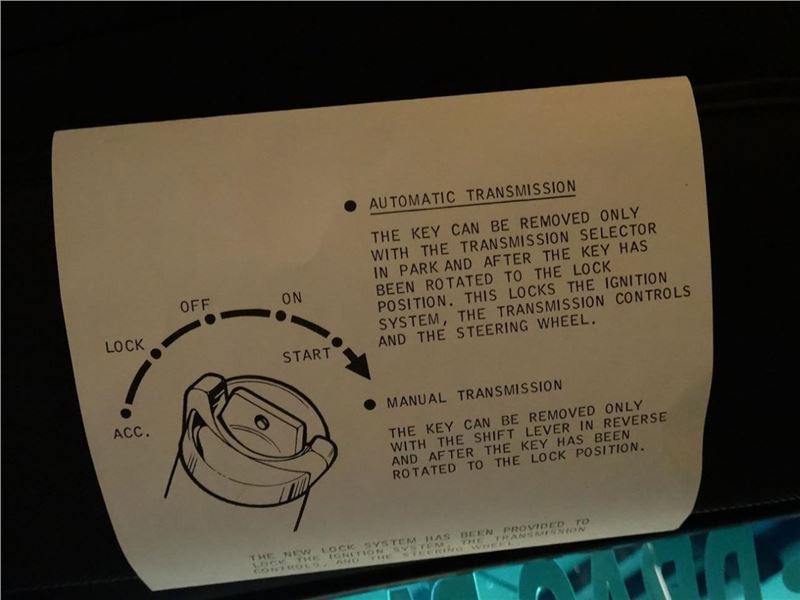 AUTOMATIC TRANSMISSION
THE KEY CAN BE REMOVED ONLY
WITH THE TRANSMISSION SELECTOR
IN PARK AND AFTER THE KEY HAS
BEEN ROTATED TO THE LOCK
POSITION. THIS LOCKS THE IGNITION
SYSTEM, THE TRANSMISSION CONTROLS
AND THE STEERING WHEEL.
OFF
ON
LOCK
START
ACC.
MANUAL TRANSMISSION
THE KEY CAN BE REMOVED ONLY
WITH THE SHIFT LEVER IN REVERSE
AND AFTER THE KEY HAS BEEN
ROTATED TO THE LOCK POSITION.
THE NEW LOCK SYSTEM HAS BEEN PROVIDED TO
LOCK THE IGNITION SYSTEM, THE TRANSMISSION
CONTROLS, AND THE STEERING WHEEL.